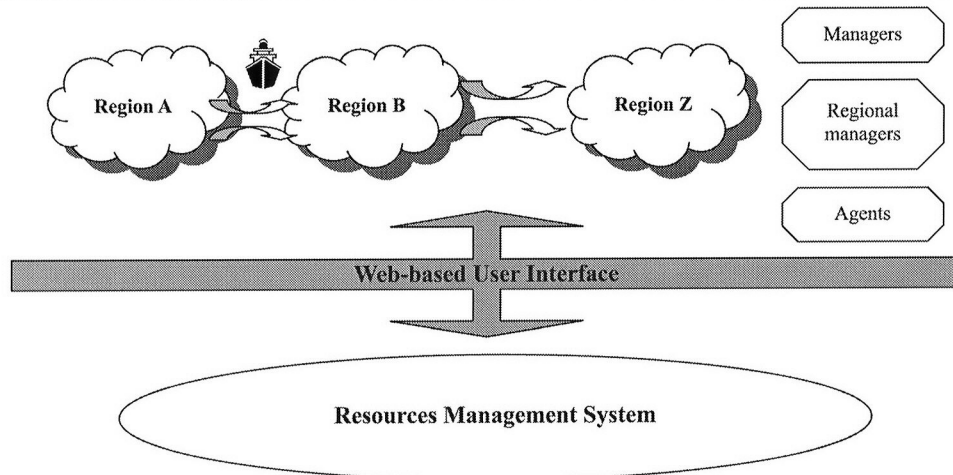 Managers
Region A
Region B
Region Z
Regional
managers
Agents
Web-based User Interface
Resources Management System